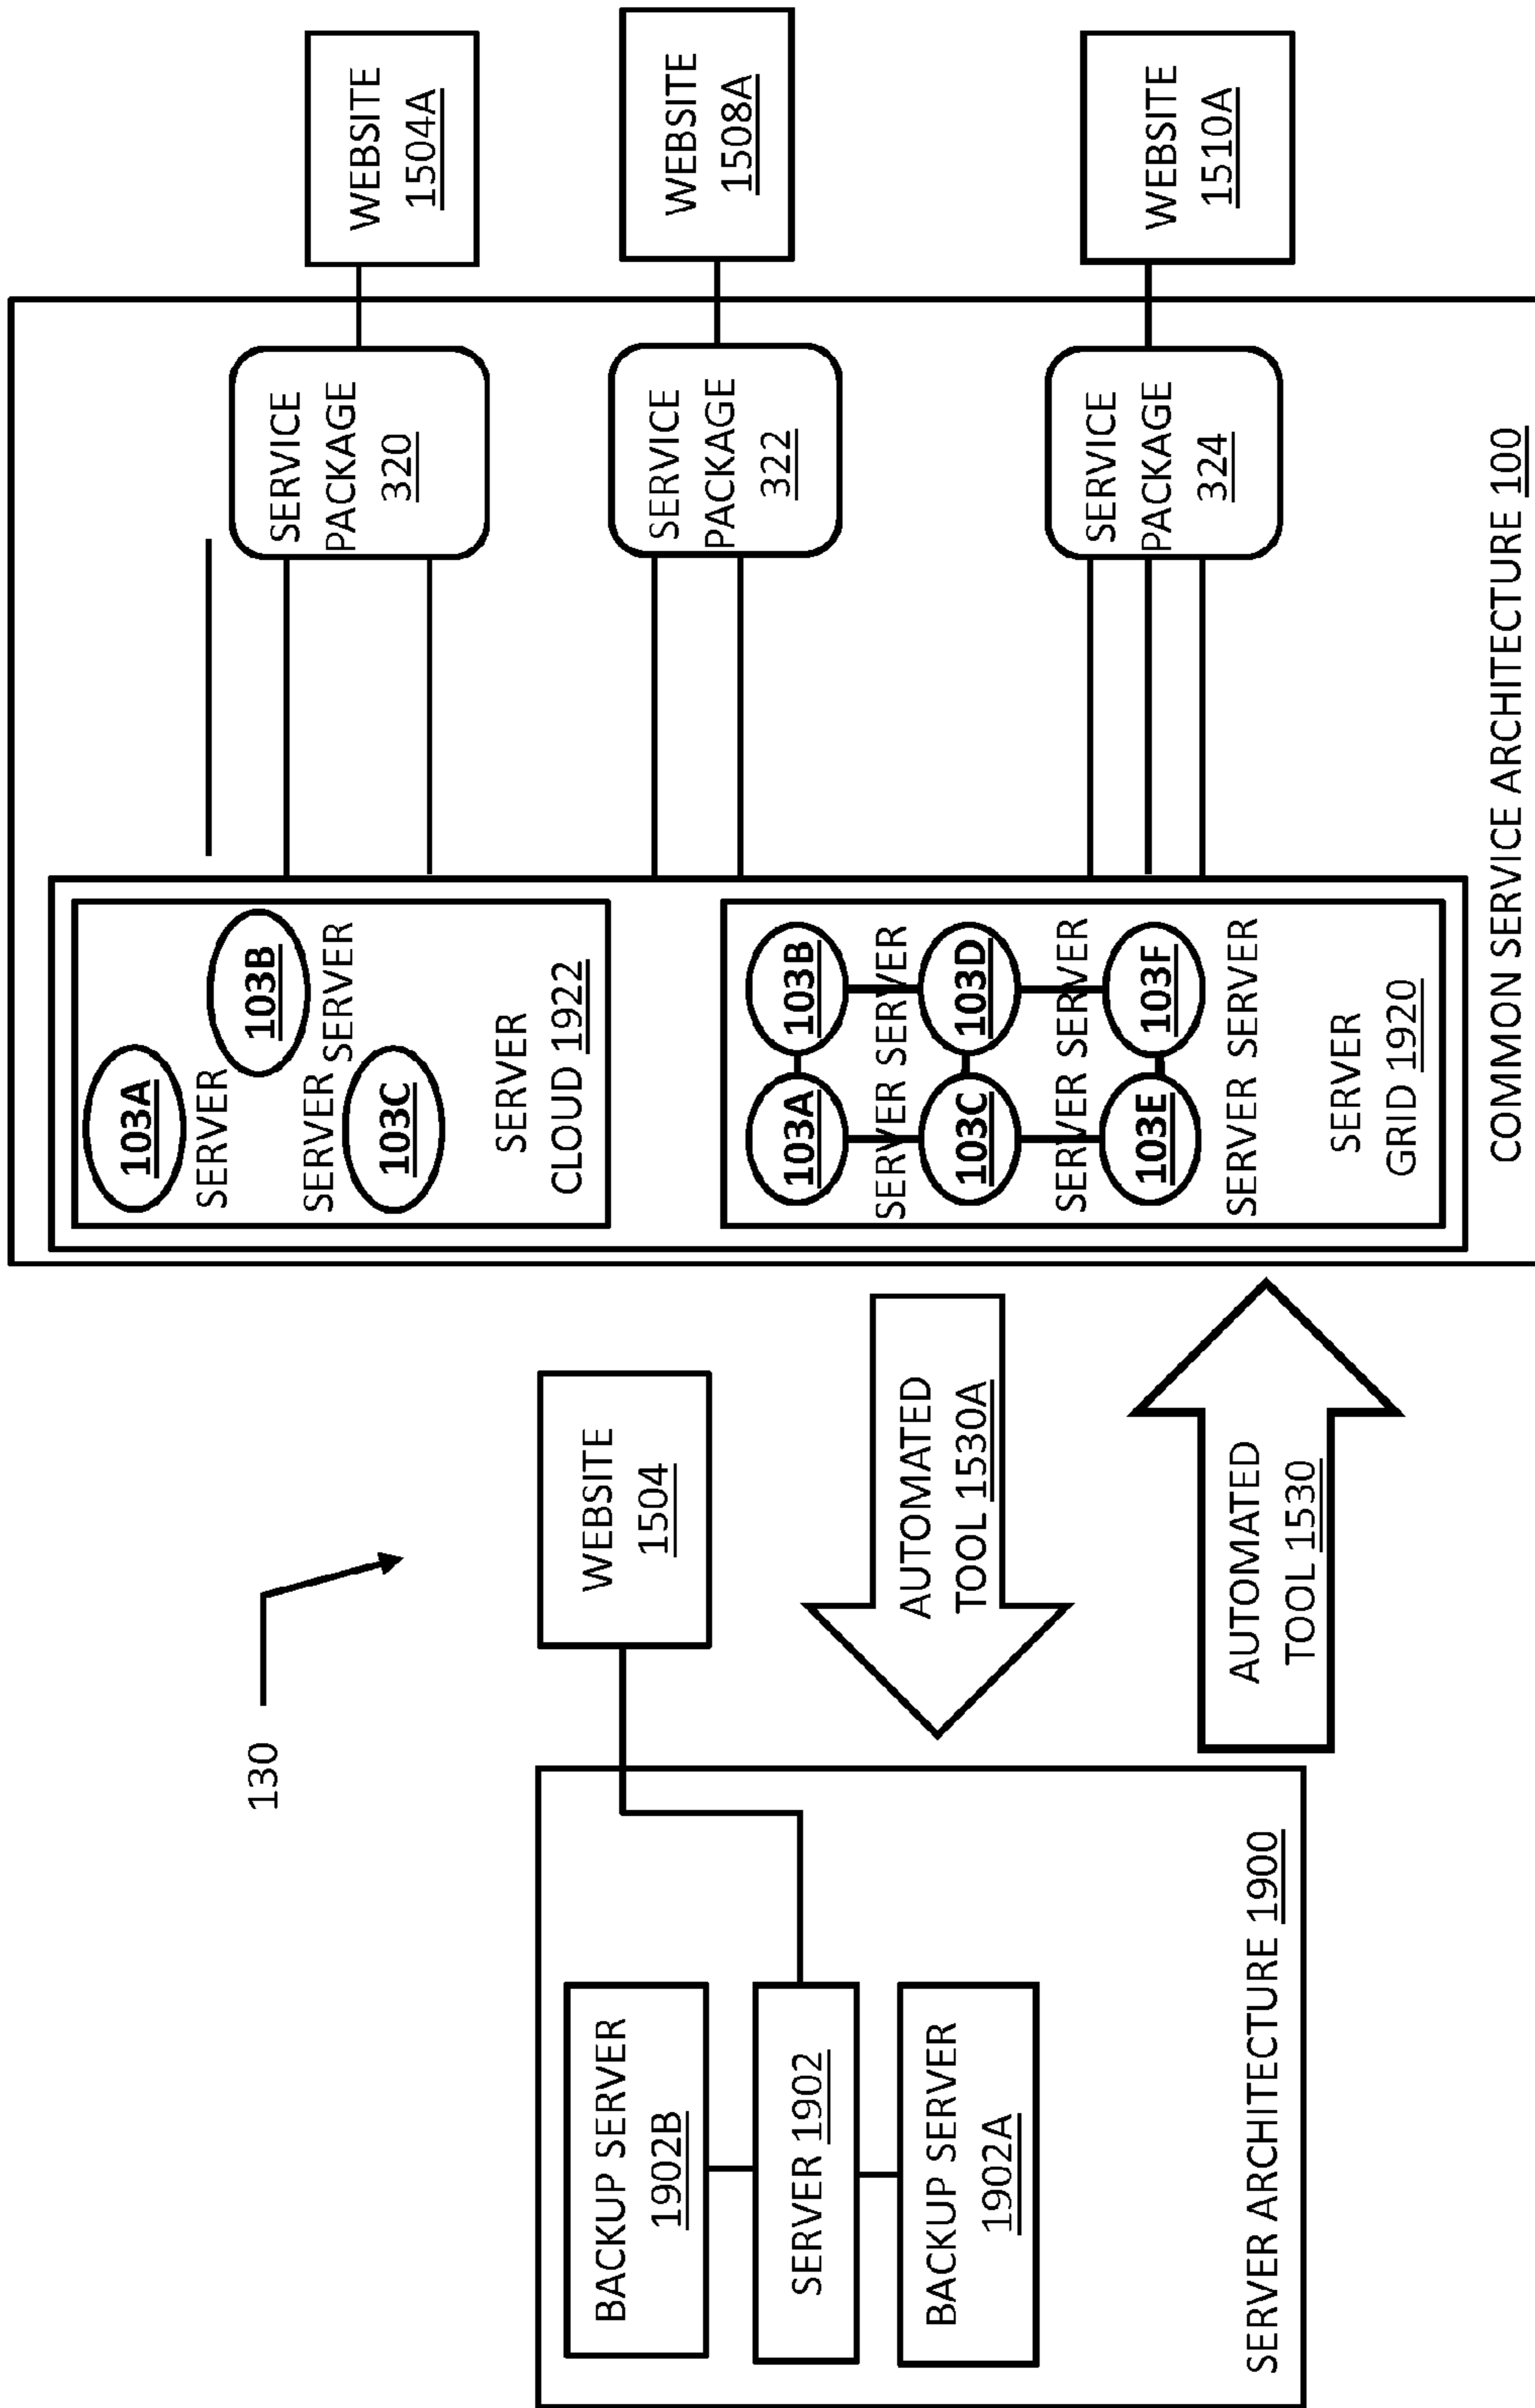 130
BACKUP SERVER
1902B
SERVER 1902
BACKUP SERVER
1902A
SERVER ARCHITECTURE 1900
WEBSITE
1504
AUTOMATED
TOOL 1530A
AUTOMATED
TOOL 1530
103A
SERVER
103B
SERVER
103C
SERVER
SERVER
CLOUD 1922
103A
103B
SERVER SERVER
103C
103D
SERVER SERVER
103E
103F
SERVER SERVER
SERVER
GRID 1920
SERVICE
PACKAGE
320
SERVICE
PACKAGE
322
SERVICE
PACKAGE
324
COMMON SERVICE ARCHITECTURE 100
WEBSITE
1504A
WEBSITE
1508A
WEBSITE
1510A